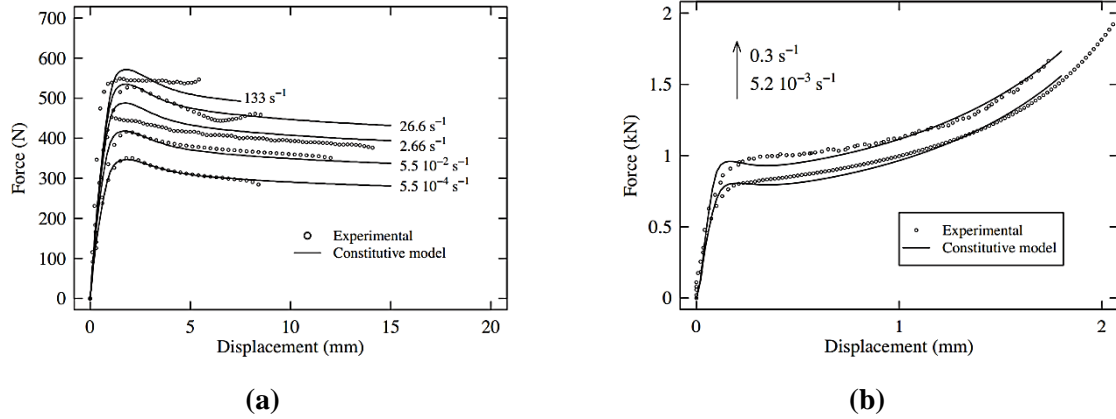 700
600
500
400
300
200
100
0
Force (N)
133 s⁻¹
26.6 s⁻¹
2.66 s⁻¹
5.5 10⁻² s⁻¹
5.5 10⁻⁴ s⁻¹
Experimental
Constitutive model
0 5 10 15 20
Displacement (mm)
(a)
2
1.5
1
0.5
0
Force (kN)
0.3 s⁻¹
5.2 10⁻³ s⁻¹
Experimental
Constitutive model
0 1 2
Displacement (mm)
(b)